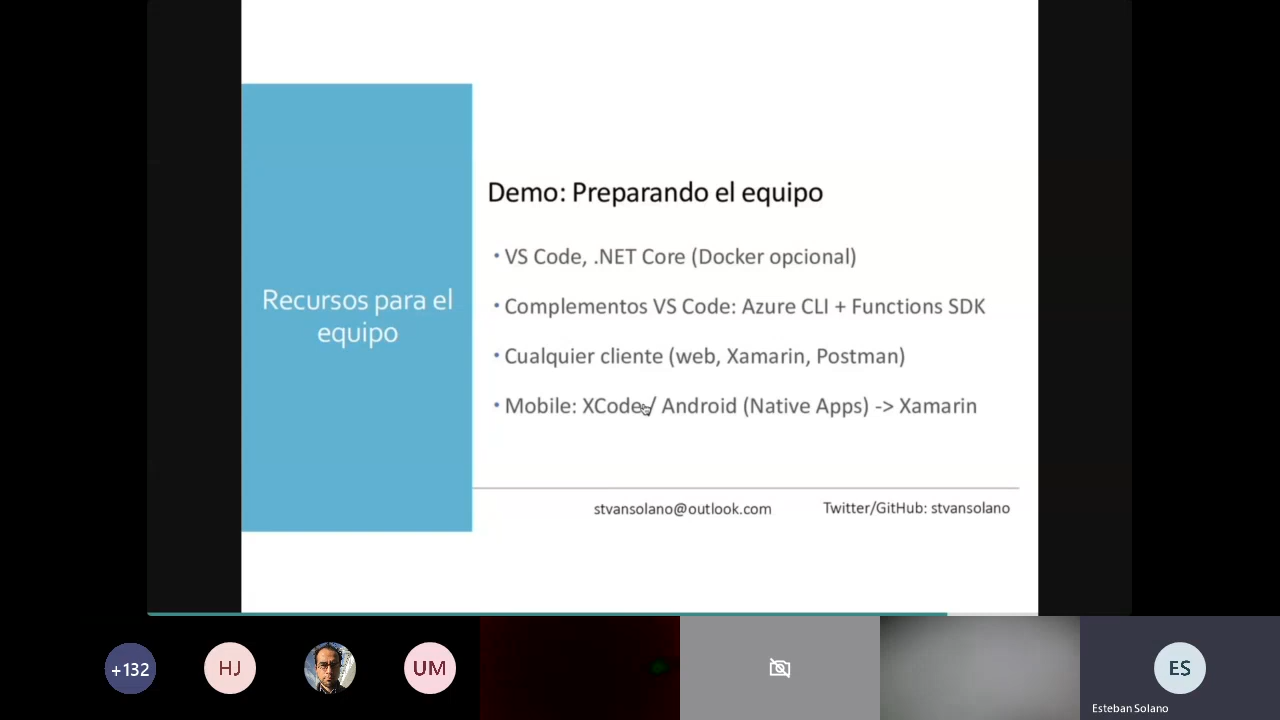 Recursos para el
equipo
Demo: Preparando el equipo
• VS Code, .NET Core (Docker opcional)
• Complementos VS Code: Azure CLI + Functions SDK
• Cualquier cliente (web, Xamarin, Postman)
• Mobile: XCode / Android (Native Apps) -> Xamarin
stvansolano@outlook.com
Twitter/GitHub: stvansolano
+132
HJ
UM
ES
Esteban Solano